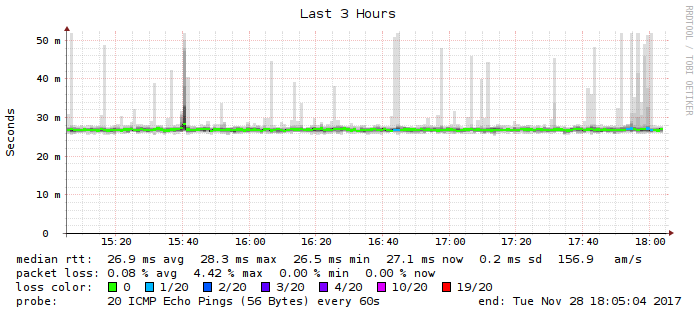 Last 3 Hours
RRDTOOL / TOBI OETIKER
Seconds
50 m
40 m
30 m
20 m
10 m
0
15:20 15:40 16:00 16:20 16:40 17:00 17:20 17:40 18:00
median rtt: 26.9 ms avg 28.3 ms max 26.5 ms min 27.1 ms now 0.2 ms sd 156.9 am/s
packet loss: 0.08 % avg 4.42 % max 0.00 % min 0.00 % now
loss color: 0 1/20 2/20 3/20 4/20 10/20 19/20
probe: 20 ICMP Echo Pings (56 Bytes) every 60s end: Tue Nov 28 18:05:04 2017